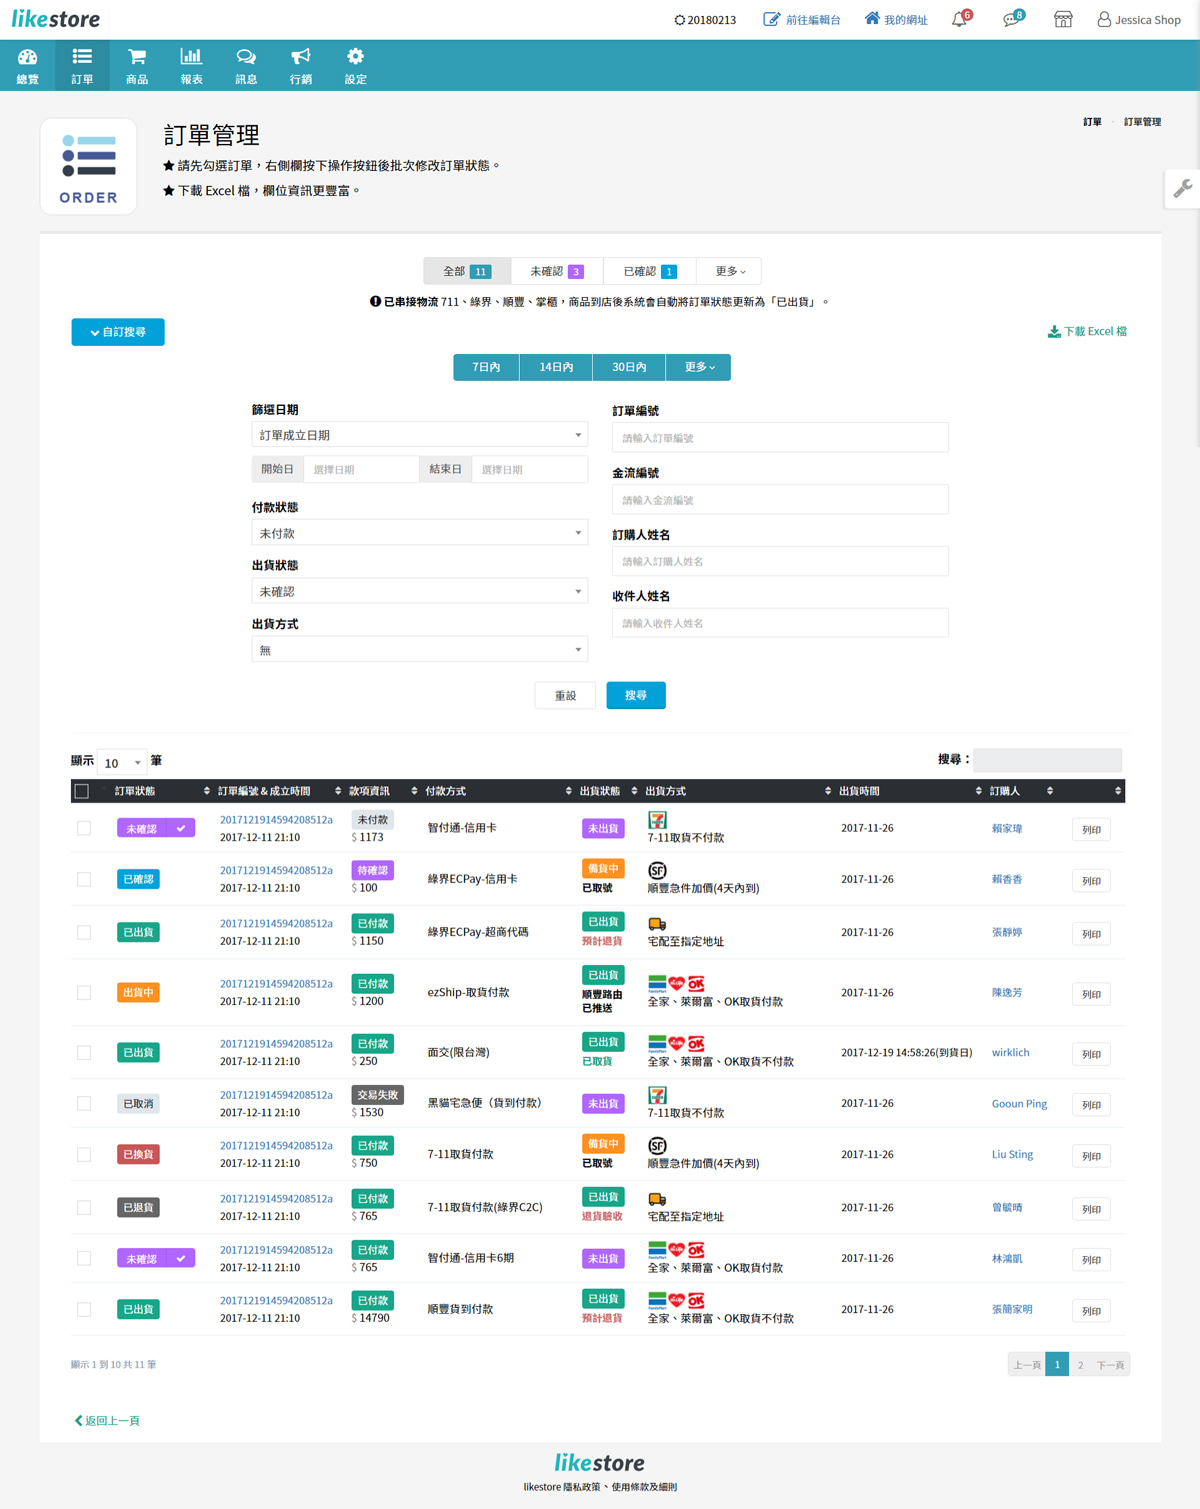 likestore
20180213
前往編輯台
我的網址
6
8
Jessica Shop
總覽
訂單
商品
報表
訊息
行銷
設定
ORDER
訂單管理
請先勾選訂單，右側欄按下操作按鈕後批次修改訂單狀態。
下載 Excel 檔，欄位資訊更豐富。
訂單 · 訂單管理
全部 11
未確認 3
已確認 1
更多
已串接物流 711、綠界、順豐、掌櫃，商品到店後系統會自動將訂單狀態更新為「已出貨」。
自訂搜尋
下載 Excel 檔
7日內
14日內
30日內
更多
篩選日期
訂單成立日期
開始日 選擇日期 結束日 選擇日期
付款狀態
未付款
出貨狀態
未確認
出貨方式
無
訂單編號
請輸入訂單編號
金流編號
請輸入金流編號
訂購人姓名
請輸入訂購人姓名
收件人姓名
請輸入收件人姓名
重設
搜尋
顯示 10 筆
搜尋：
訂單狀態 訂單編號 & 成立時間 款項資訊 付款方式 出貨狀態 出貨方式 出貨時間 訂購人
未確認 2017121914594208512a 未付款 智付通-信用卡 未出貨 7 2017-11-26 賴家瑋 列印
2017-12-11 21:10 $ 1173 7-11取貨不付款
已確認 2017121914594208512a 待確認 綠界ECPay-信用卡 備貨中 SF 2017-11-26 賴香香 列印
2017-12-11 21:10 $ 100 已取號 順豐急件加價(4天內到)
已出貨 2017121914594208512a 已付款 綠界ECPay-超商代碼 已出貨 2017-11-26 張靜婷 列印
2017-12-11 21:10 $ 1150 預計退貨 宅配至指定地址
出貨中 2017121914594208512a 已付款 ezShip-取貨付款 已出貨 FamilyMart OK 2017-11-26 陳逸芳 列印
2017-12-11 21:10 $ 1200 順豐路由 全家、萊爾富、OK取貨付款
已推送
已出貨 2017121914594208512a 已付款 面交(限台灣) 已出貨 FamilyMart OK 2017-12-19 14:58:26(到貨日) wirklich 列印
2017-12-11 21:10 $ 250 已取貨 全家、萊爾富、OK取貨不付款
已取消 2017121914594208512a 交易失敗 黑貓宅急便（貨到付款） 未出貨 7 2017-11-26 Gooun Ping 列印
2017-12-11 21:10 $ 1530 7-11取貨不付款
已換貨 2017121914594208512a 已付款 7-11取貨付款 備貨中 SF 2017-11-26 Liu Sting 列印
2017-12-11 21:10 $ 750 已取號 順豐急件加價(4天內到)
已退貨 2017121914594208512a 已付款 7-11取貨付款(綠界C2C) 已出貨 2017-11-26 曾毓晴 列印
2017-12-11 21:10 $ 765 退貨驗收 宅配至指定地址
未確認 2017121914594208512a 已付款 智付通-信用卡6期 未出貨 FamilyMart OK 2017-11-26 林鴻凱 列印
2017-12-11 21:10 $ 765 全家、萊爾富、OK取貨付款
已出貨 2017121914594208512a 已付款 順豐貨到付款 已出貨 FamilyMart OK 2017-11-26 張簡家明 列印
2017-12-11 21:10 $ 14790 預計退貨 全家、萊爾富、OK取貨不付款
顯示 1 到 10 共 11 筆
上一頁 1 2 下一頁
返回上一頁
likestore
likestore 隱私政策、使用條款及細則